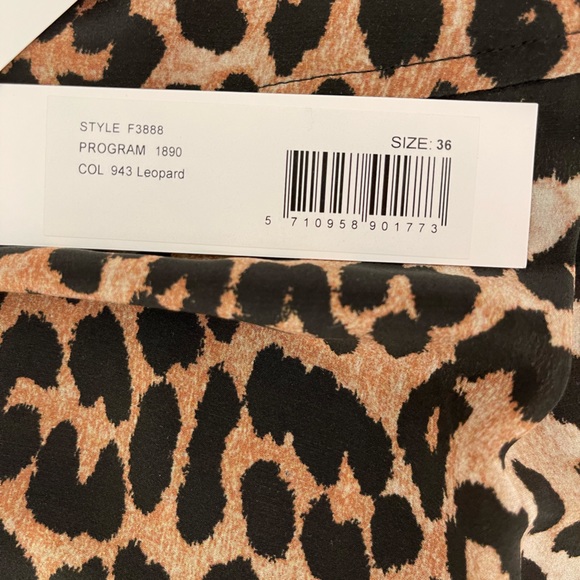 STYLE F3888
PROGRAM 1890
COL 943 Leopard
SIZE: 36
5 710958 901773